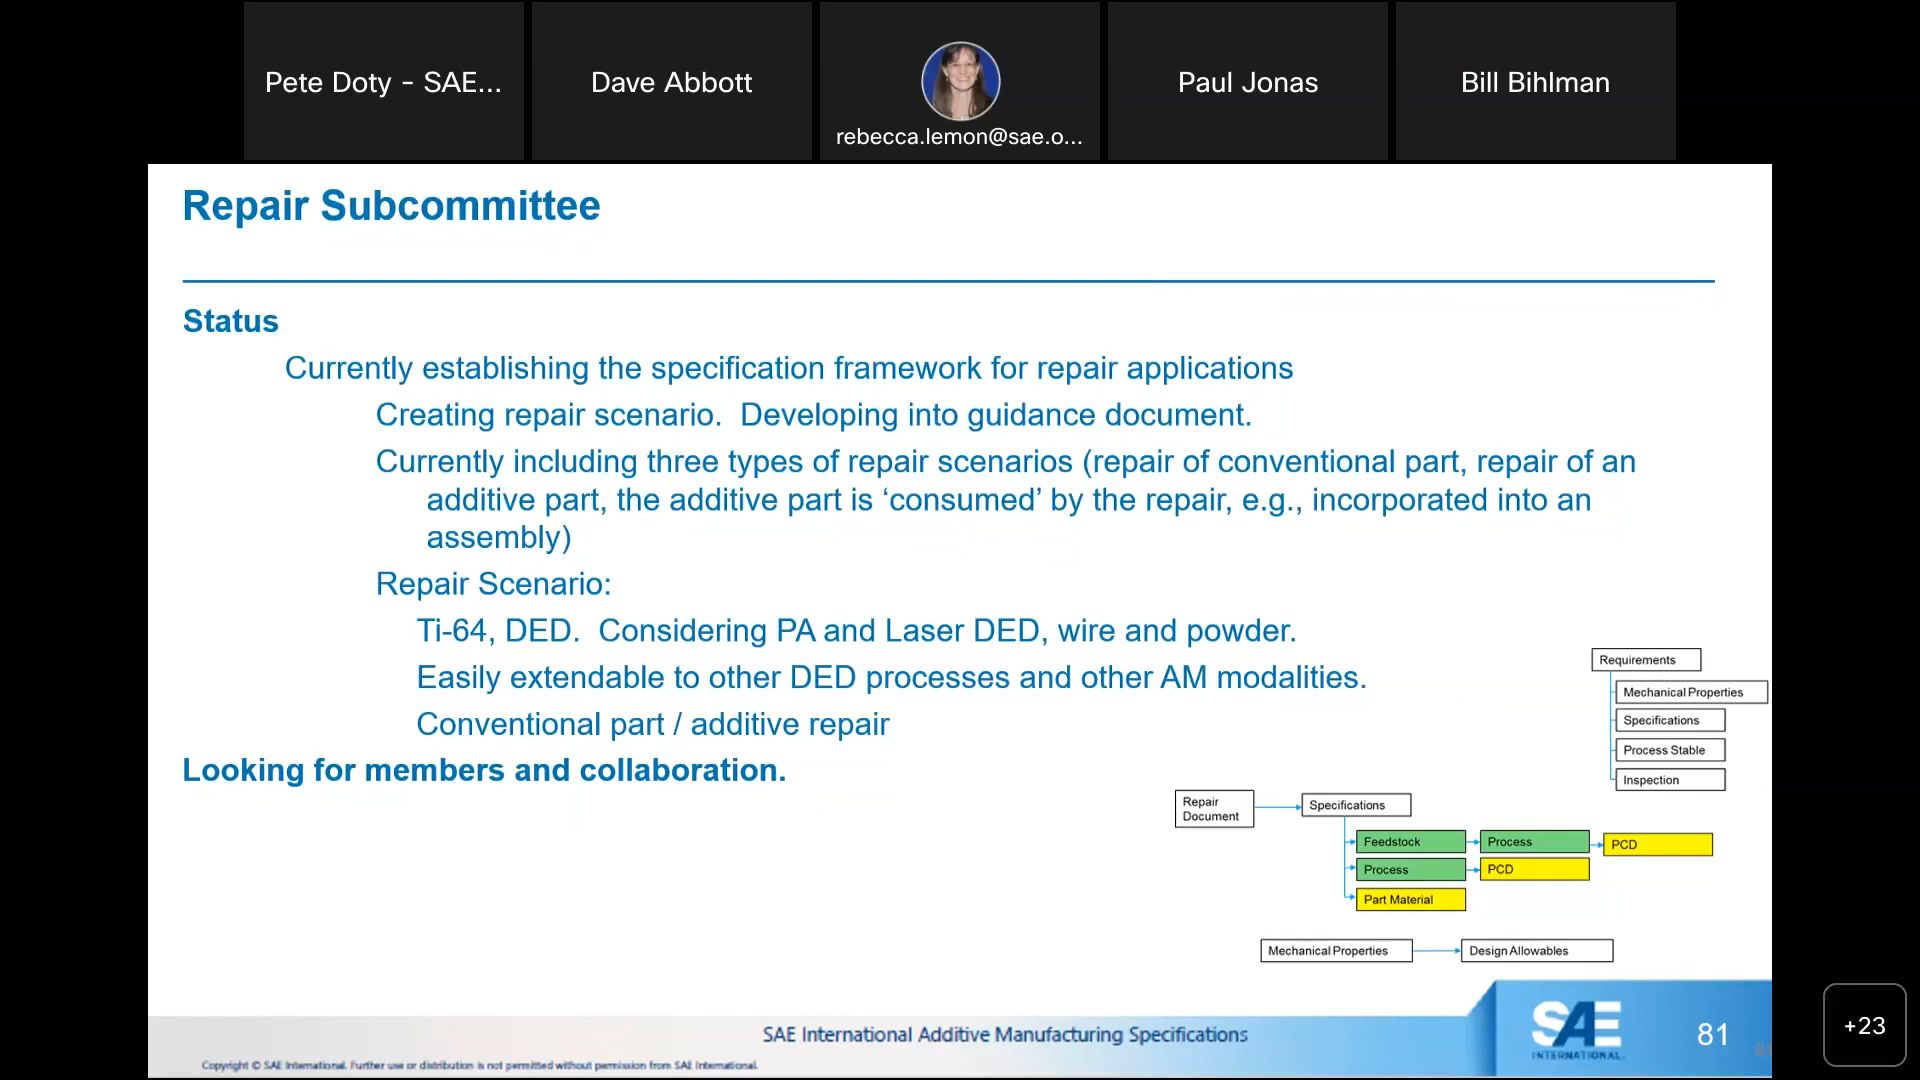 Pete Doty - SAE...
Dave Abbott
rebecca.lemon@sae.o...
Paul Jonas
Bill Bihlman
Repair Subcommittee
Status
Currently establishing the specification framework for repair applications
Creating repair scenario.  Developing into guidance document.
Currently including three types of repair scenarios (repair of conventional part, repair of an
additive part, the additive part is ‘consumed’ by the repair, e.g., incorporated into an
assembly)
Repair Scenario:
Ti-64, DED.  Considering PA and Laser DED, wire and powder.
Easily extendable to other DED processes and other AM modalities.
Conventional part / additive repair
Looking for members and collaboration.
Requirements
Mechanical Properties
Specifications
Process Stable
Inspection
Repair
Document
Specifications
Feedstock
Process
PCD
Process
PCD
Part Material
Mechanical Properties
Design Allowables
SAE International Additive Manufacturing Specifications
Copyright © SAE International. Further use or distribution is not permitted without permission from SAE International.
SAE
INTERNATIONAL.
81
+23